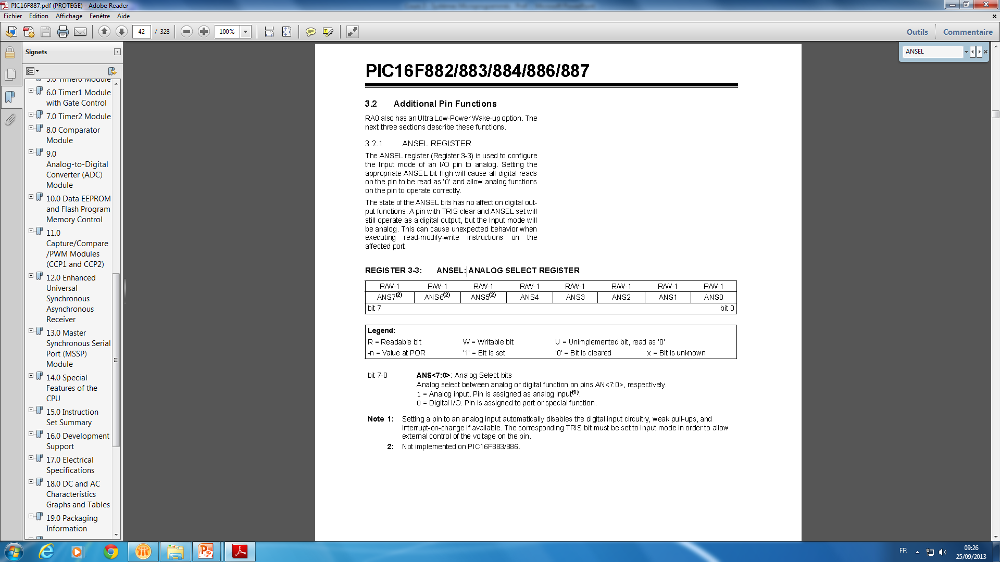 PIC16F887.pdf (PROTEGE) - Adobe Reader
Fichier Edition Affichage Fenêtre Aide
42 / 328 100% Outils Commentaire
Signets
ANSEL
5.0 Timer0 Module
6.0 Timer1 Module
with Gate Control
7.0 Timer2 Module
8.0 Comparator
Module
9.0
Analog-to-Digital
Converter (ADC)
Module
10.0 Data EEPROM
and Flash Program
Memory Control
11.0
Capture/Compare
/PWM Modules
(CCP1 and CCP2)
12.0 Enhanced
Universal
Synchronous
Asynchronous
Receiver
13.0 Master
Synchronous Serial
Port (MSSP)
Module
14.0 Special
Features of the
CPU
15.0 Instruction
Set Summary
16.0 Development
Support
17.0 Electrical
Specifications
18.0 DC and AC
Characteristics
Graphs and Tables
19.0 Packaging
Information
PIC16F882/883/884/886/887
3.2 Additional Pin Functions
RA0 also has an Ultra Low-Power Wake-up option. The
next three sections describe these functions.
3.2.1 ANSEL REGISTER
The ANSEL register (Register 3-3) is used to configure
the Input mode of an I/O pin to analog. Setting the
appropriate ANSEL bit high will cause all digital reads
on the pin to be read as '0' and allow analog functions
on the pin to operate correctly.
The state of the ANSEL bits has no affect on digital out-
put functions. A pin with TRIS clear and ANSEL set will
still operate as a digital output, but the Input mode will
be analog. This can cause unexpected behavior when
executing read-modify-write instructions on the
affected port.
REGISTER 3-3: ANSEL: ANALOG SELECT REGISTER
R/W-1 R/W-1 R/W-1 R/W-1 R/W-1 R/W-1 R/W-1 R/W-1
ANS7(2) ANS6(2) ANS5(2) ANS4 ANS3 ANS2 ANS1 ANS0
bit 7 bit 0
Legend:
R = Readable bit W = Writable bit U = Unimplemented bit, read as '0'
-n = Value at POR '1' = Bit is set '0' = Bit is cleared x = Bit is unknown
bit 7-0 ANS<7:0>: Analog Select bits
Analog select between analog or digital function on pins AN<7:0>, respectively.
1 = Analog input. Pin is assigned as analog input(1).
0 = Digital I/O. Pin is assigned to port or special function.
Note 1: Setting a pin to an analog input automatically disables the digital input circuitry, weak pull-ups, and
interrupt-on-change if available. The corresponding TRIS bit must be set to Input mode in order to allow
external control of the voltage on the pin.
2: Not implemented on PIC16F883/886.
FR
09:26
25/09/2013